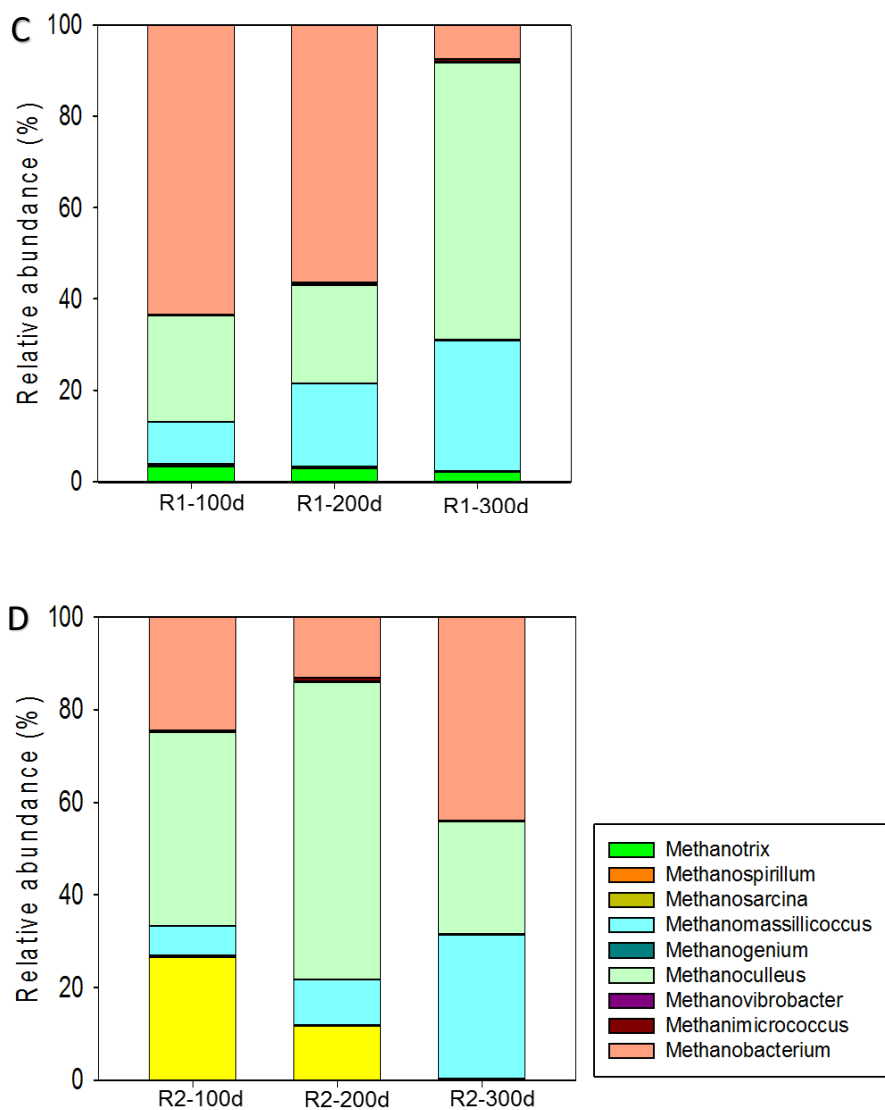 C
Relative abundance (%)
100
80
60
40
20
0
R1-100d R1-200d R1-300d
D
Relative abundance (%)
100
80
60
40
20
0
R2-100d R2-200d R2-300d
Methanotrix
Methanospirillum
Methanosarcina
Methanomassillicoccus
Methanogenium
Methanoculleus
Methanovibrobacter
Methanimicrococcus
Methanobacterium